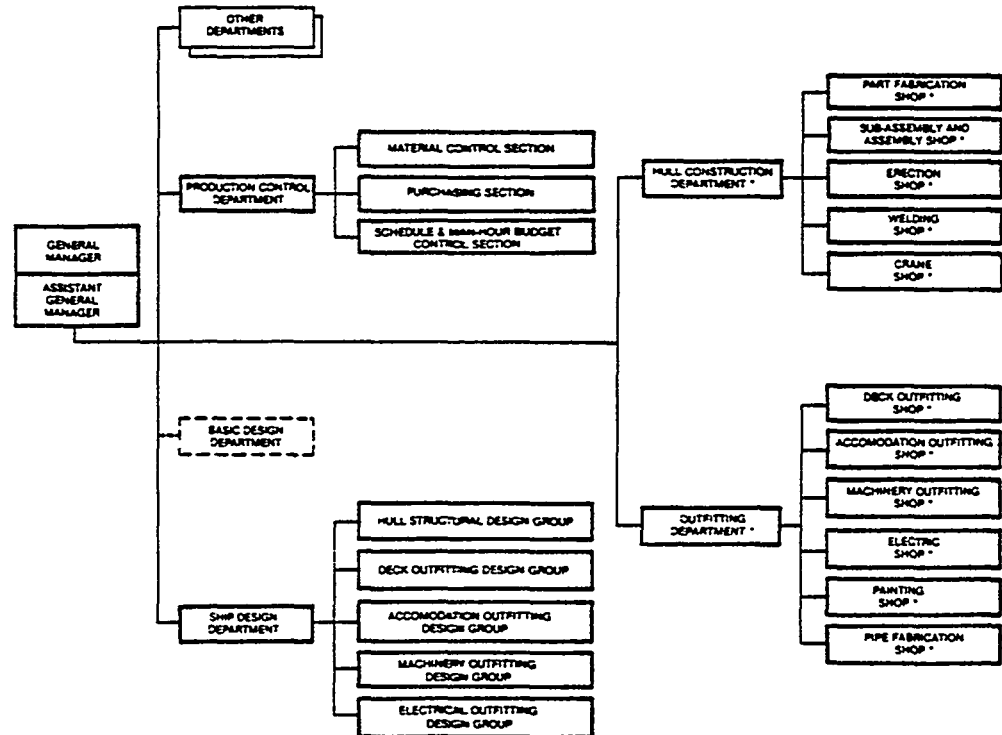 OTHER
DEPARTMENTS
PRODUCTION CONTROL
DEPARTMENT
MATERIAL CONTROL SECTION
PURCHASING SECTION
SCHEDULE & MAN-HOUR BUDGET
CONTROL SECTION
GENERAL
MANAGER
ASSISTANT
GENERAL
MANAGER
BASIC DESIGN
DEPARTMENT
SHIP DESIGN
DEPARTMENT
HULL STRUCTURAL DESIGN GROUP
DECK OUTFITTING DESIGN GROUP
ACCOMODATION OUTFITTING
DESIGN GROUP
MACHINERY OUTFITTING
DESIGN GROUP
ELECTRICAL OUTFITTING
DESIGN GROUP
HULL CONSTRUCTION
DEPARTMENT *
PART FABRICATION
SHOP *
SUB-ASSEMBLY AND
ASSEMBLY SHOP *
ERECTION
SHOP *
WELDING
SHOP *
CRANE
SHOP *
OUTFITTING
DEPARTMENT *
DECK OUTFITTING
SHOP *
ACCOMODATION OUTFITTING
SHOP *
MACHINERY OUTFITTING
SHOP *
ELECTRIC
SHOP *
PAINTING
SHOP *
PIPE FABRICATION
SHOP *